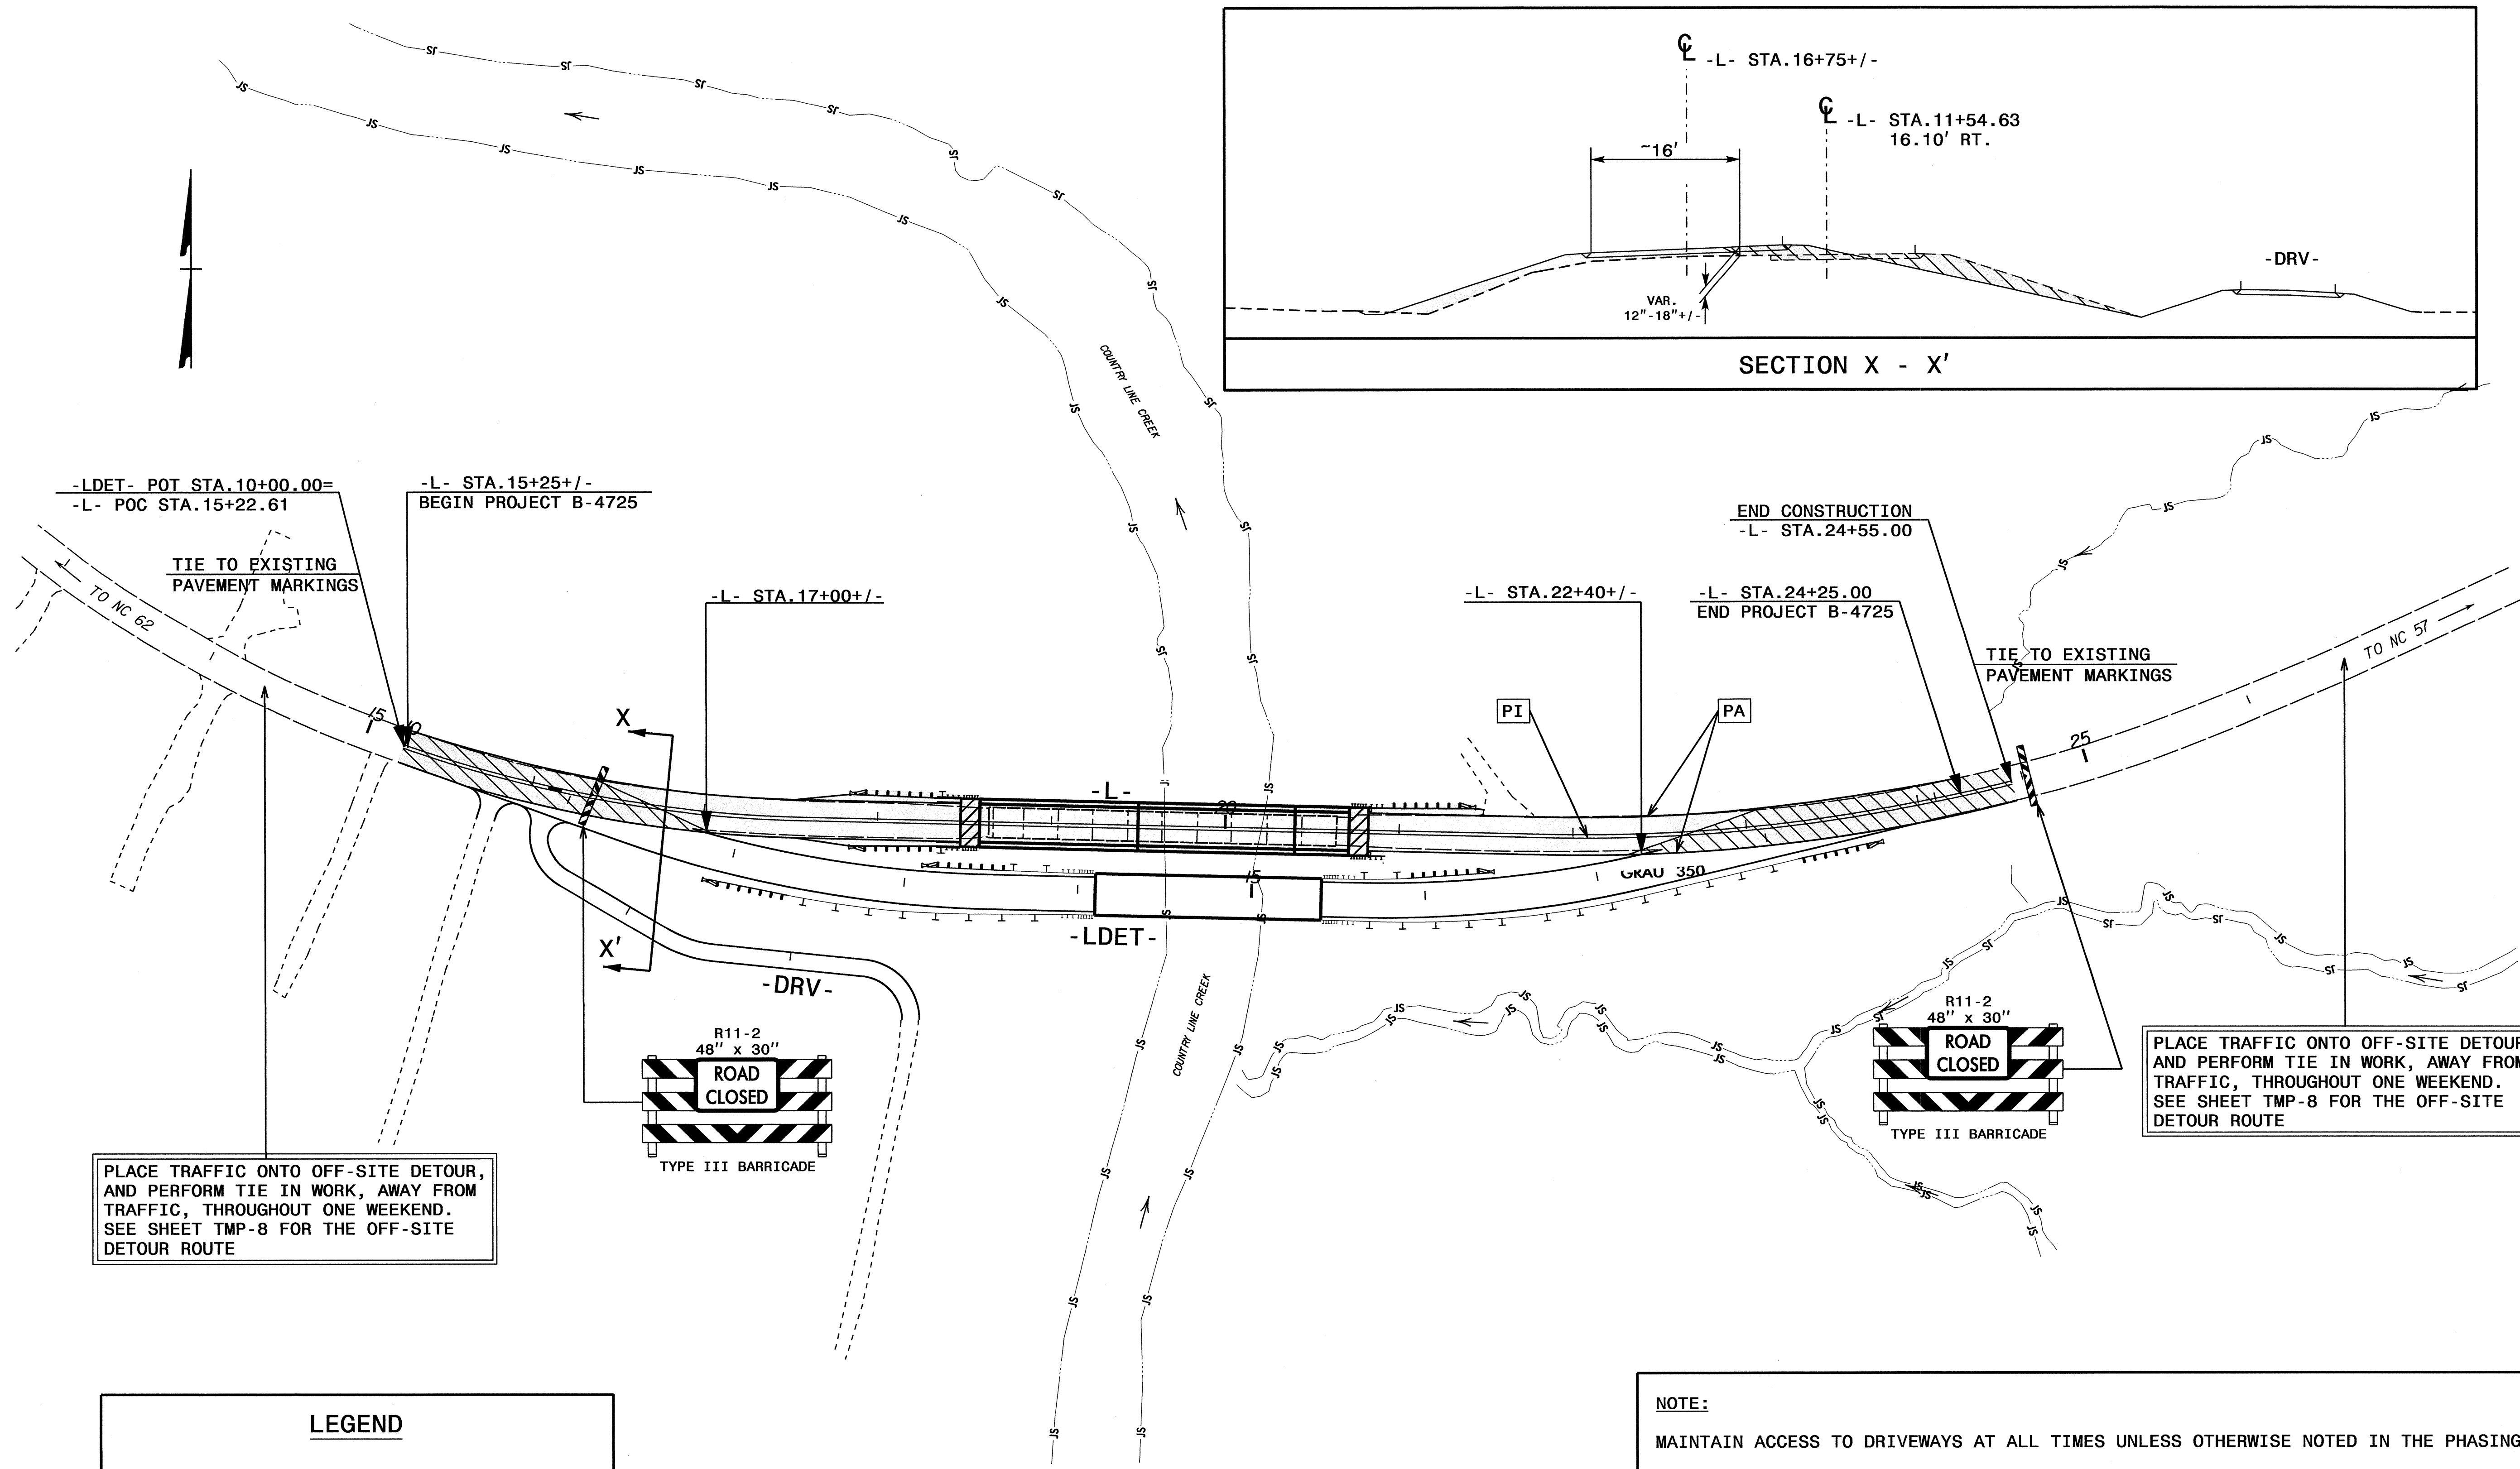 ℄ -L- STA.16+75+/-
℄ -L- STA.11+54.63
16.10' RT.
~16'
-DRV-
VAR.
12"-18"+/-
SECTION X - X'
COUNTRY LINE CREEK
-LDET- POT STA.10+00.00=
-L- POC STA.15+22.61
-L- STA.15+25+/-
BEGIN PROJECT B-4725
TIE TO EXISTING
PAVEMENT MARKINGS
TO NC 62
-L- STA.17+00+/-
END CONSTRUCTION
-L- STA.24+55.00
-L- STA.22+40+/-
-L- STA.24+25.00
END PROJECT B-4725
TIE TO EXISTING
PAVEMENT MARKINGS
TO NC 57
PI
PA
15
10
X
25
-L-
20
GRAU 350
15
-LDET-
X'
-DRV-
COUNTRY LINE CREEK
R11-2
48" x 30"
ROAD
CLOSED
TYPE III BARRICADE
R11-2
48" x 30"
ROAD
CLOSED
TYPE III BARRICADE
PLACE TRAFFIC ONTO OFF-SITE DETOUR
AND PERFORM TIE IN WORK, AWAY FROM
TRAFFIC, THROUGHOUT ONE WEEKEND.
SEE SHEET TMP-8 FOR THE OFF-SITE
DETOUR ROUTE
PLACE TRAFFIC ONTO OFF-SITE DETOUR,
AND PERFORM TIE IN WORK, AWAY FROM
TRAFFIC, THROUGHOUT ONE WEEKEND.
SEE SHEET TMP-8 FOR THE OFF-SITE
DETOUR ROUTE
LEGEND
NOTE:
MAINTAIN ACCESS TO DRIVEWAYS AT ALL TIMES UNLESS OTHERWISE NOTED IN THE PHASING